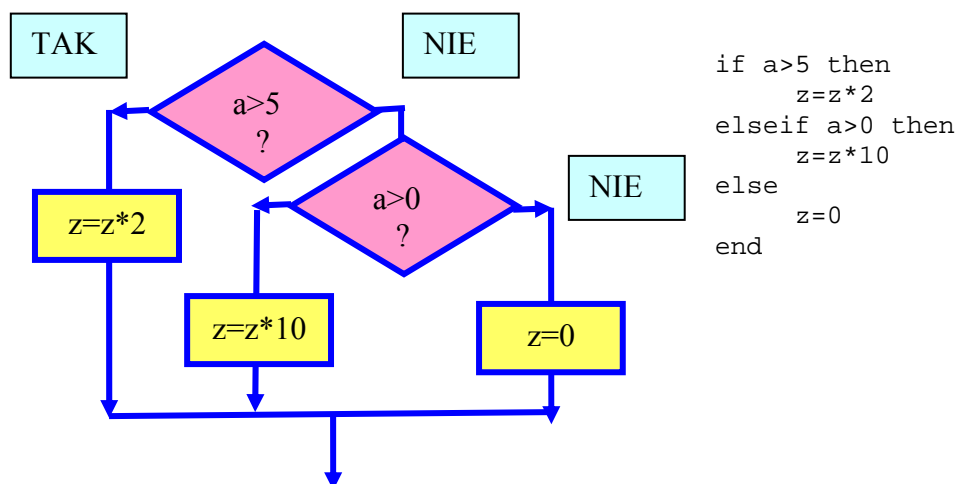 TAK
NIE
a>5
?
a>0
?
NIE
z=z*2
z=z*10
z=0
if a>5 then
z=z*2
elseif a>0 then
z=z*10
else
z=0
end